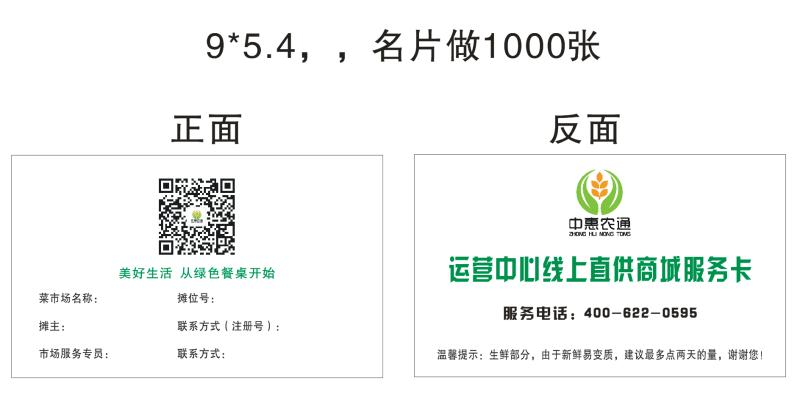 9*5.4，，名片做1000张
正面
中惠农通
美好生活 从绿色餐桌开始
菜市场名称： 摊位号：
摊主： 联系方式（注册号）：
市场服务专员： 联系方式：
反面
中惠农通
ZHONG HUI NONG TONG
运营中心线上直供商城服务卡
服务电话：400-622-0595
温馨提示：生鲜部分，由于新鲜易变质，建议最多点两天的量，谢谢您！